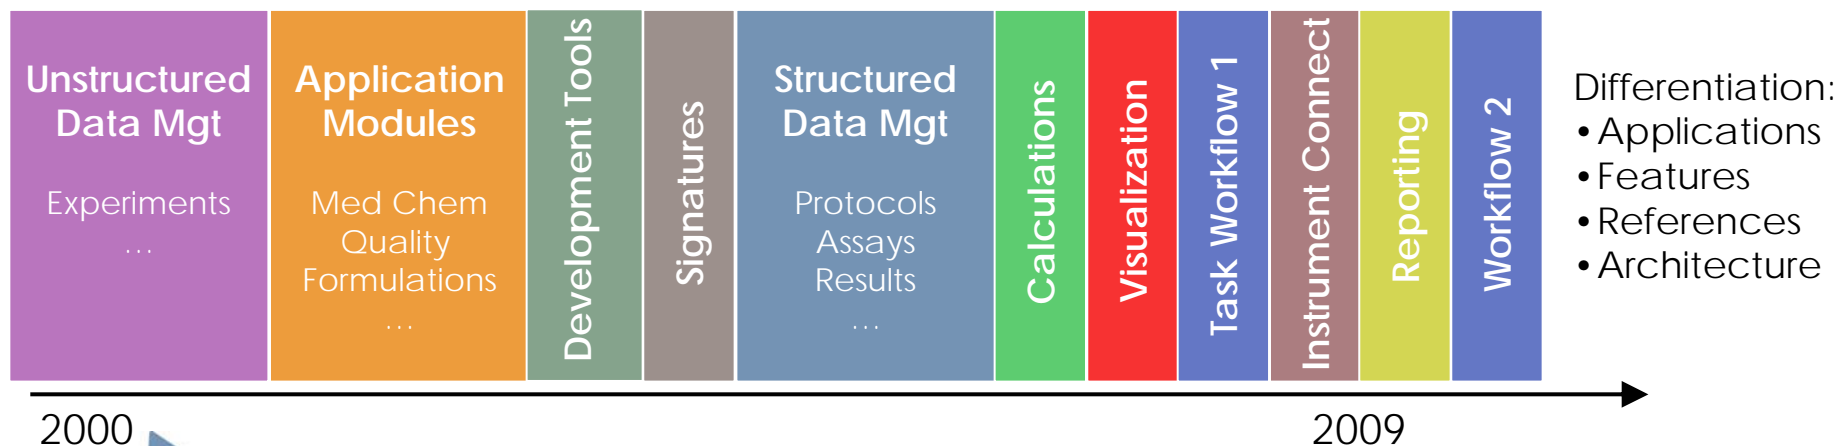 Unstructured
Data Mgt
Experiments
...
Application
Modules
Med Chem
Quality
Formulations
...
Development Tools
Signatures
Structured
Data Mgt
Protocols
Assays
Results
...
Calculations
Visualization
Task Workflow 1
Instrument Connect
Reporting
Workflow 2
Differentiation:
•Applications
•Features
•References
•Architecture
2000
2009